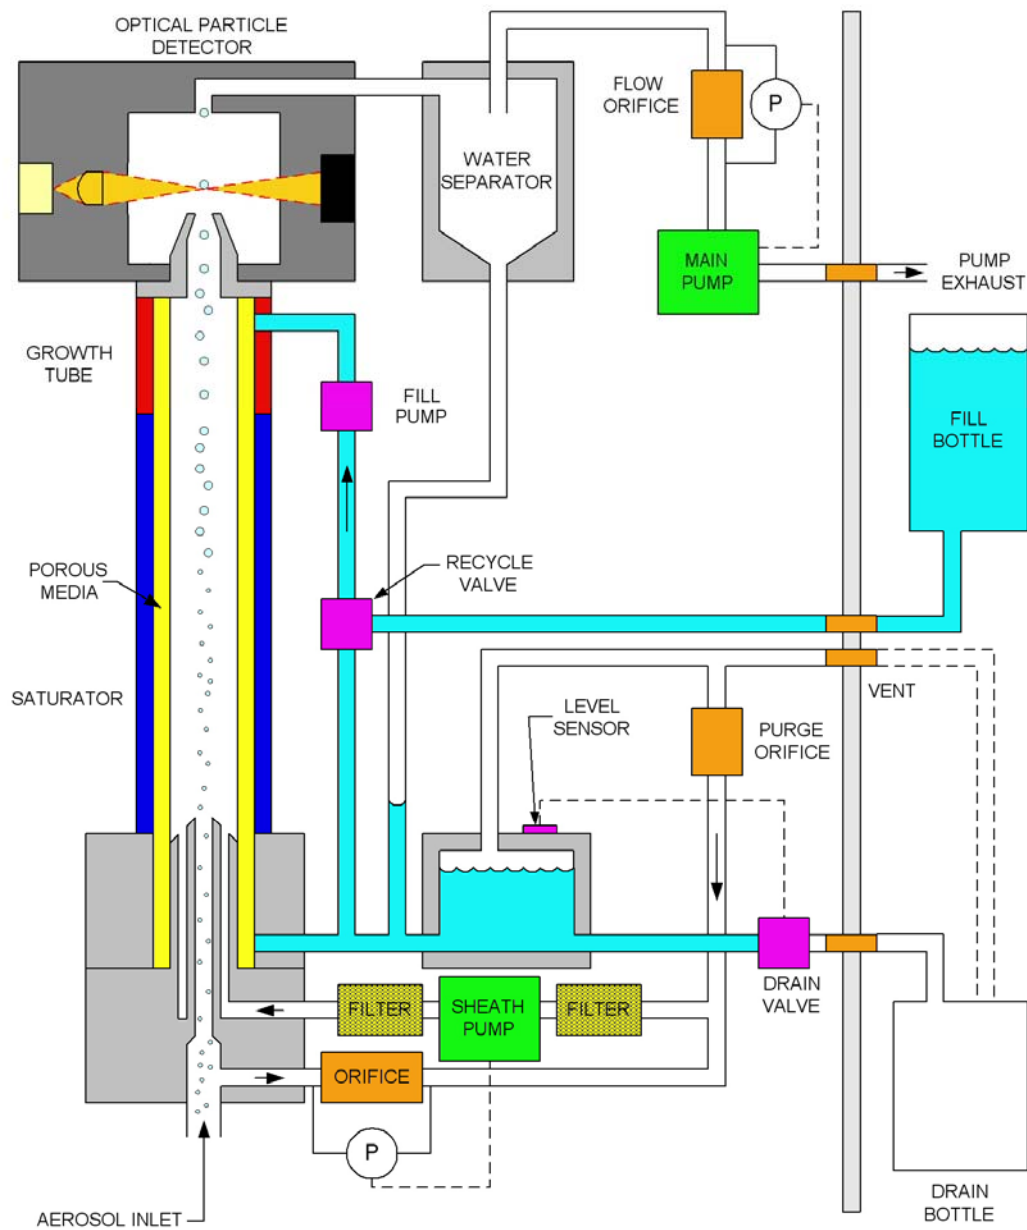 OPTICAL PARTICLE
DETECTOR
FLOW
ORIFICE
P
WATER
SEPARATOR
MAIN
PUMP
PUMP
EXHAUST
GROWTH
TUBE
FILL
PUMP
FILL
BOTTLE
RECYCLE
VALVE
POROUS
MEDIA
SATURATOR
VENT
LEVEL
SENSOR
PURGE
ORIFICE
DRAIN
VALVE
FILTER
SHEATH
PUMP
FILTER
ORIFICE
P
AEROSOL INLET
DRAIN
BOTTLE